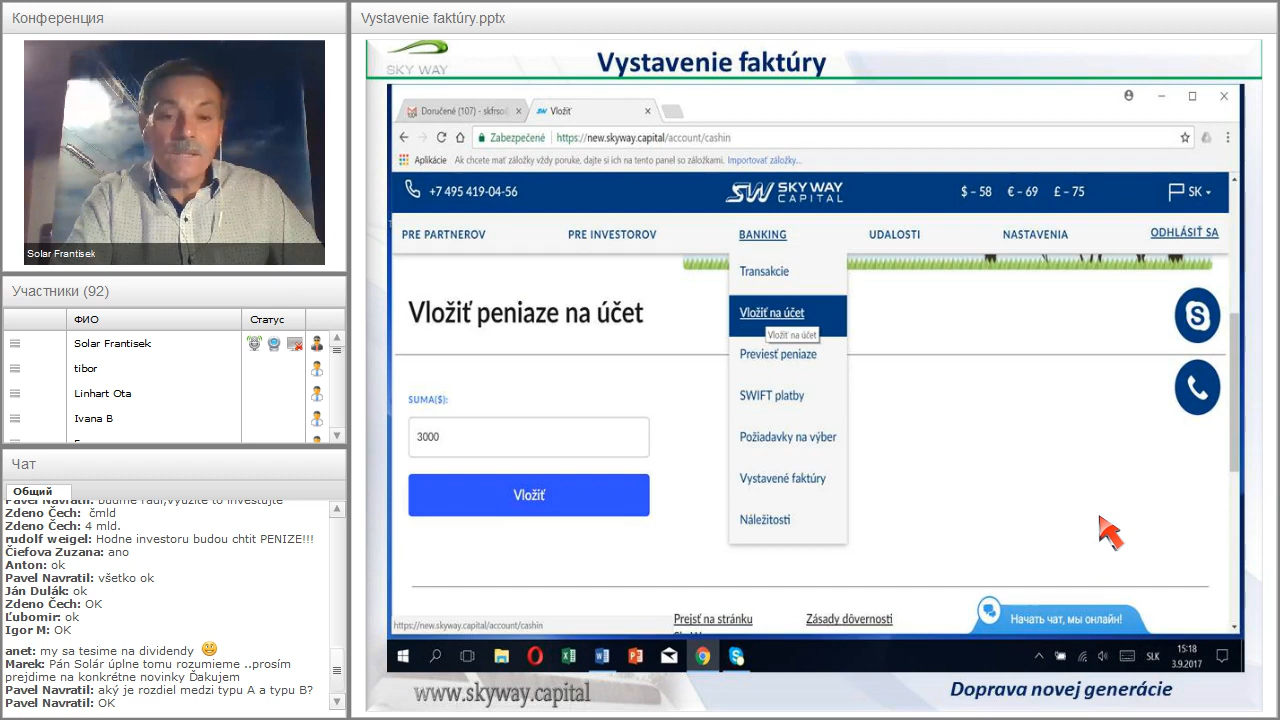 Конференция
Solar Frantisek
Участники (92)
ФИО
Статус
Solar Frantisek
tibor
Linhart Ota
Ivana B
Чат
Общий
Pavel Navratil: budme radi,využite to investujte
Zdeno Čech: čmld
Zdeno Čech: 4 mld.
rudolf weigel: Hodne investoru budou chtit PENIZE!!!
Čiefova Zuzana: ano
Anton: ok
Pavel Navratil: všetko ok
Ján Dulák: ok
Zdeno Čech: OK
Ľubomir: ok
Igor M: OK
anet: my sa tesime na dividendy
Marek: Pán Solár úplne tomu rozumieme ..prosím
prejdime na konkrétne novinky Ďakujem
Pavel Navratil: aký je rozdiel medzi typu A a typu B?
Pavel Navratil: OK
Vystavenie faktúry.pptx
SKY WAY
Vystavenie faktúry
Doručené (107) - skfrso
Vložiť
Zabezpečené
https://new.skyway.capital/account/cashin
Aplikácie
Ak chcete mať záložky vždy poruke, dajte si ich na tento panel so záložkami.
Importovať záložky...
+7 495 419-04-56
SW SKY WAY
CAPITAL
$ – 58
€ – 69
£ – 75
SK
PRE PARTNEROV
PRE INVESTOROV
BANKING
UDALOSTI
NASTAVENIA
ODHLÁSIŤ SA
Transakcie
Vložiť na účet
Vložiť na účet
Previesť peniaze
SWIFT platby
Požiadavky na výber
Vystavené faktúry
Náležitosti
Vložiť peniaze na účet
SUMA($):
3000
Vložiť
Prejsť na stránku
Zásady dôvernosti
Начать чат, мы онлайн!
https://new.skyway.capital/account/cashin
SLK
15:18
3.9.2017
www.skyway.capital
Doprava novej generácie